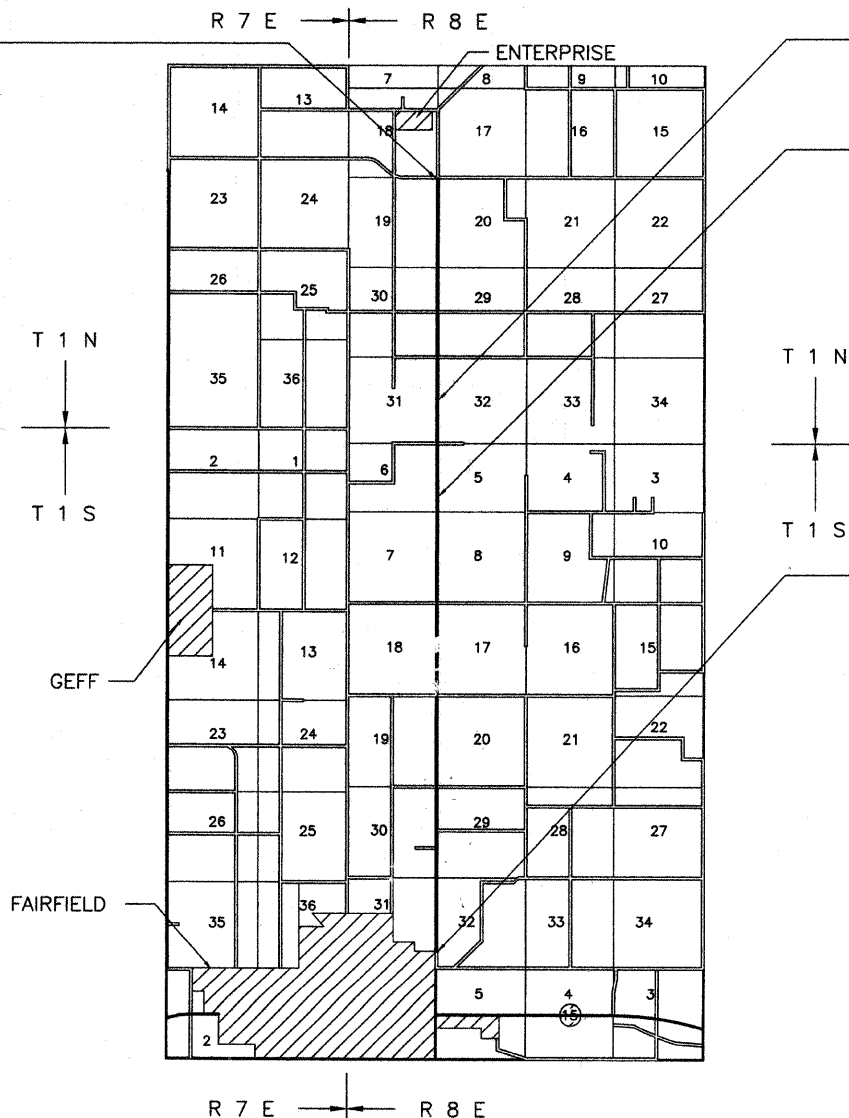 R 7 E R 8 E
ENTERPRISE
7 8 9 10
14 13 18 17 16 15
23 24 19 20 21 22
26 25 30 29 28 27
T 1 N
35 36 31 32 33 34
T 1 N
2 1 6 5 4 3
T 1 S
T 1 S
11 12 7 8 9 10
14 13 18 17 16 15
GEFF
23 24 19 20 21 22
26 25 30 29 28 27
FAIRFIELD
35 36 31 32 33 34
5 4 3
15
2
R 7 E R 8 E